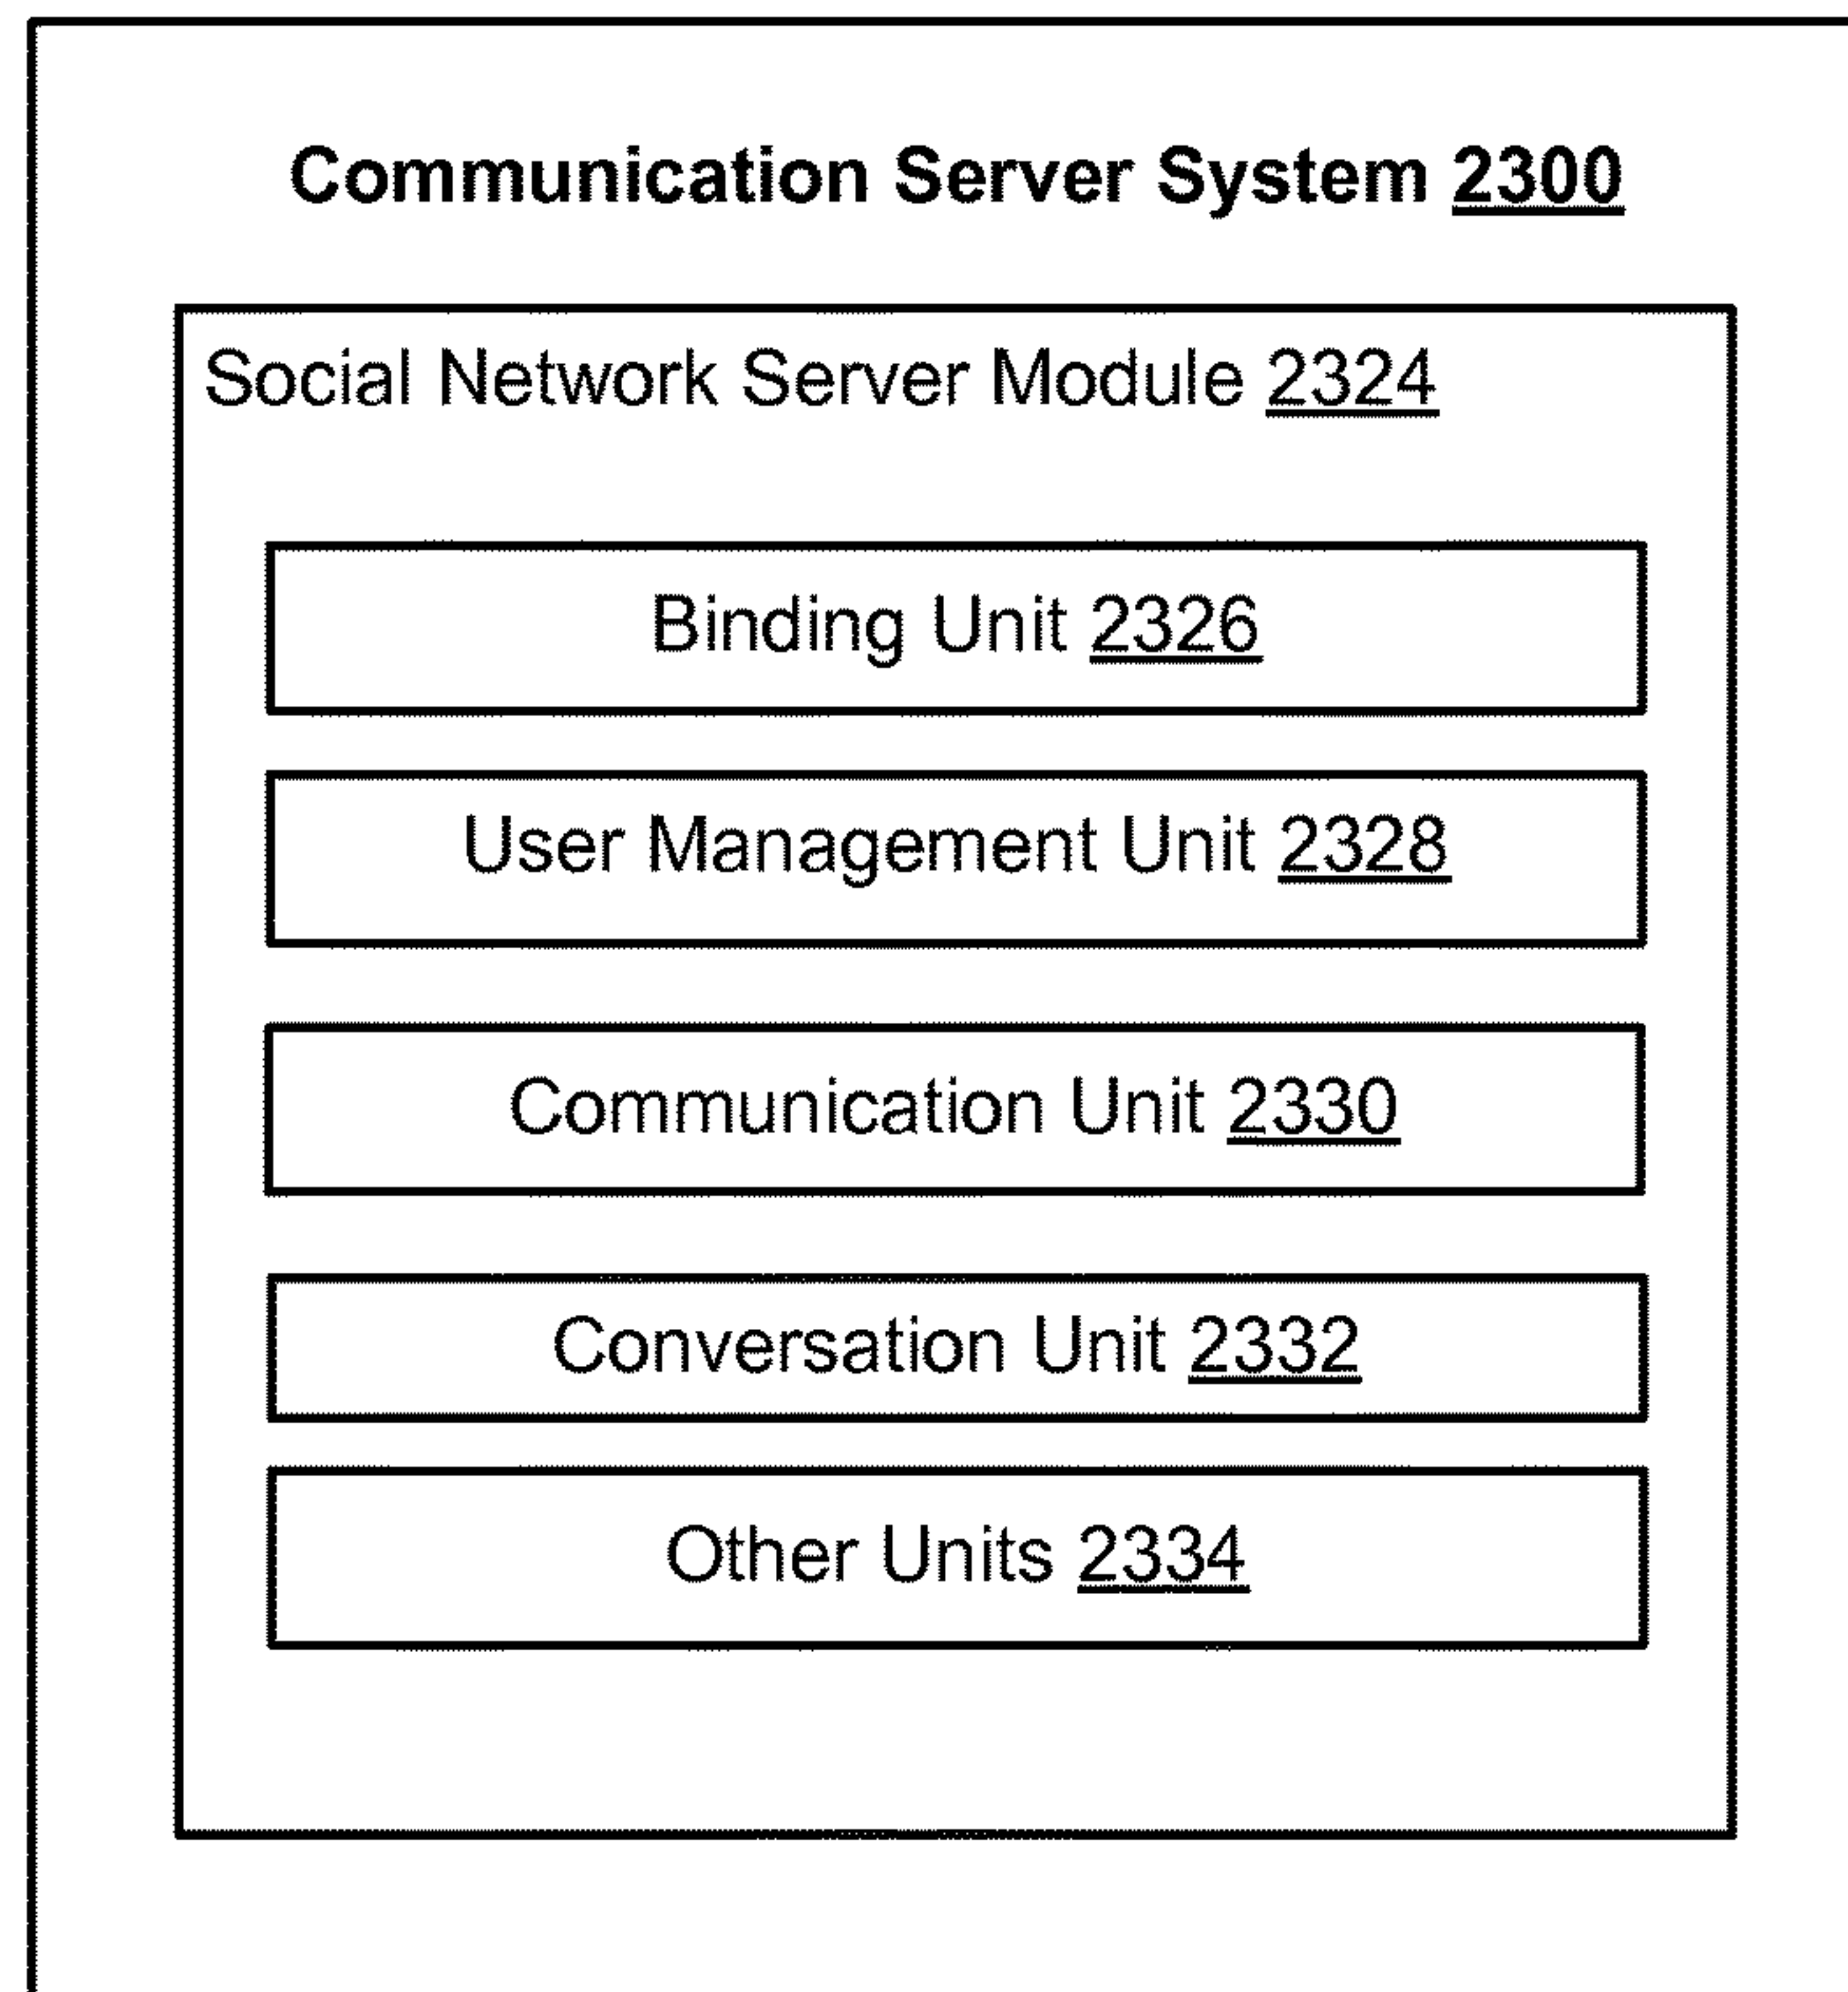 Communication Server System 2300
Social Network Server Module 2324
Binding Unit 2326
User Management Unit 2328
Communication Unit 2330
Conversation Unit 2332
Other Units 2334